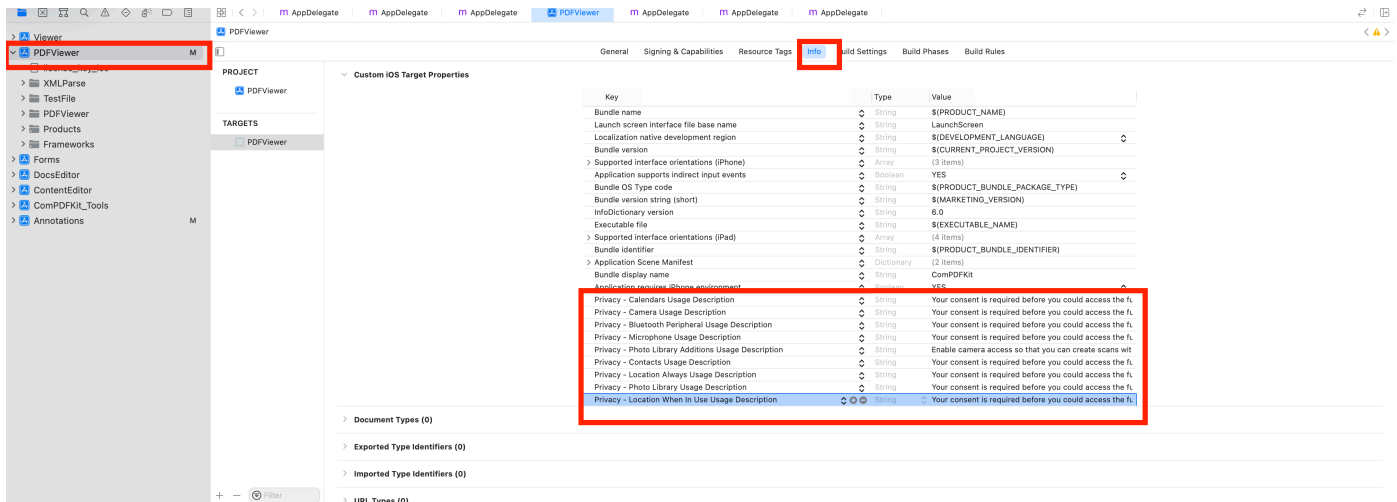 AppDelegate
AppDelegate
AppDelegate
PDFViewer
AppDelegate
AppDelegate
AppDelegate
Viewer
PDFViewer M
XMLParse
TestFile
PDFViewer
Products
Frameworks
Forms
DocsEditor
ContentEditor
ComPDFKit_Tools
Annotations M
PDFViewer
General Signing & Capabilities Resource Tags Info Build Settings Build Phases Build Rules
PROJECT
PDFViewer
TARGETS
PDFViewer
Filter
Custom iOS Target Properties
Key Type Value
Bundle name String $(PRODUCT_NAME)
Launch screen interface file base name String LaunchScreen
Localization native development region String $(DEVELOPMENT_LANGUAGE)
Bundle version String $(CURRENT_PROJECT_VERSION)
Supported interface orientations (iPhone) Array (3 items)
Application supports indirect input events Boolean YES
Bundle OS Type code String $(PRODUCT_BUNDLE_PACKAGE_TYPE)
Bundle version string (short) String $(MARKETING_VERSION)
InfoDictionary version String 6.0
Executable file String $(EXECUTABLE_NAME)
Supported interface orientations (iPad) Array (4 items)
Bundle identifier String $(PRODUCT_BUNDLE_IDENTIFIER)
Application Scene Manifest Dictionary (2 items)
Bundle display name String ComPDFKit
Application requires iPhone environment Boolean YES
Privacy - Calendars Usage Description String Your consent is required before you could access the fu
Privacy - Camera Usage Description String Your consent is required before you could access the fu
Privacy - Bluetooth Peripheral Usage Description String Your consent is required before you could access the fu
Privacy - Microphone Usage Description String Your consent is required before you could access the fu
Privacy - Photo Library Additions Usage Description String Enable camera access so that you can create scans wit
Privacy - Contacts Usage Description String Your consent is required before you could access the fu
Privacy - Location Always Usage Description String Your consent is required before you could access the fu
Privacy - Photo Library Usage Description String Your consent is required before you could access the fu
Privacy - Location When In Use Usage Description String Your consent is required before you could access the fu
Document Types (0)
Exported Type Identifiers (0)
Imported Type Identifiers (0)
URL Types (0)